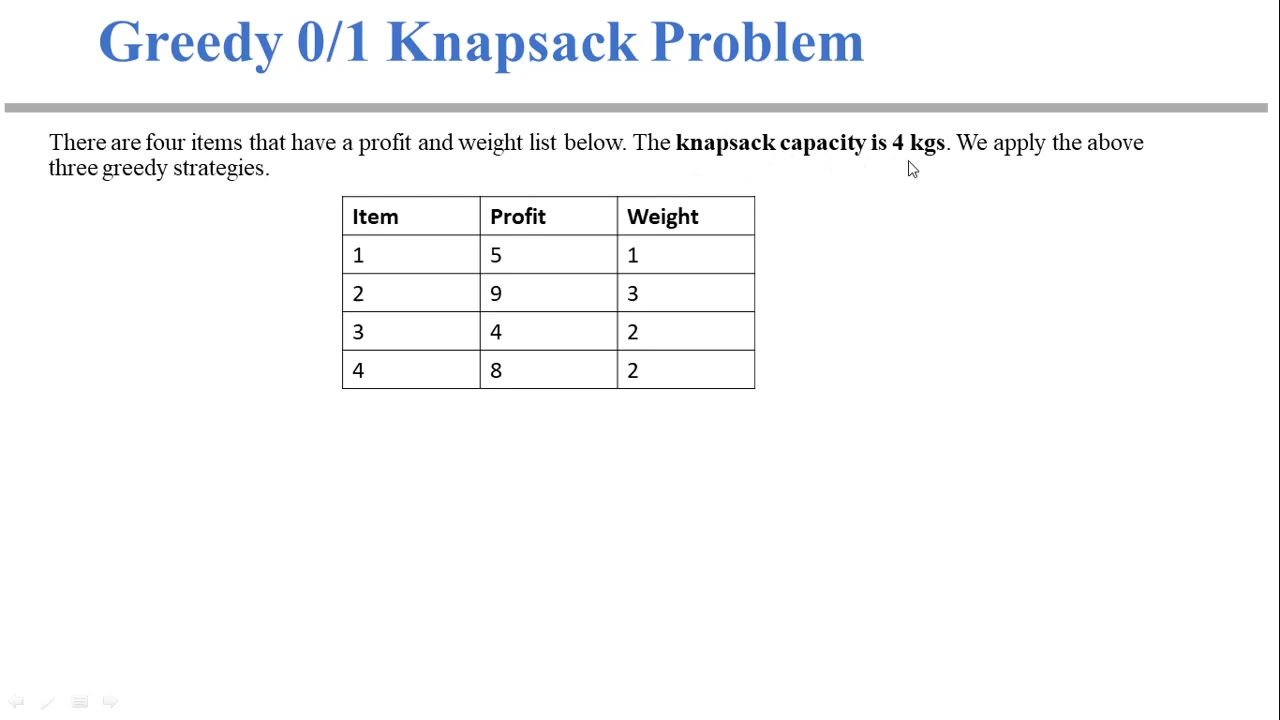 Greedy 0/1 Knapsack Problem
There are four items that have a profit and weight list below. The knapsack capacity is 4 kgs. We apply the above
three greedy strategies.
Item Profit Weight
1 5 1
2 9 3
3 4 2
4 8 2